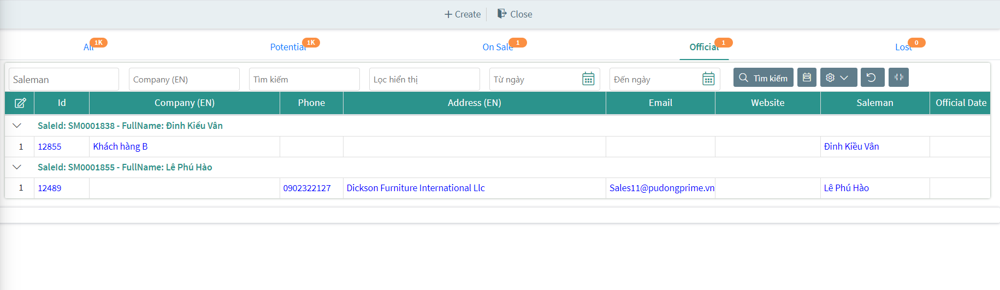 Create Close
All 1K Potential 1K On Sale 1 Official 1 Lost 0
Saleman Company (EN) Tìm kiếm Lọc hiển thị Từ ngày Đến ngày Tìm kiếm
Id Company (EN) Phone Address (EN) Email Website Saleman Official Date
SaleId: SM0001838 - FullName: Đinh Kiều Vân
1 12855 Khách hàng B Đinh Kiều Vân
SaleId: SM0001855 - FullName: Lê Phú Hào
1 12489 0902322127 Dickson Furniture International Llc Sales11@pudongprime.vn Lê Phú Hào